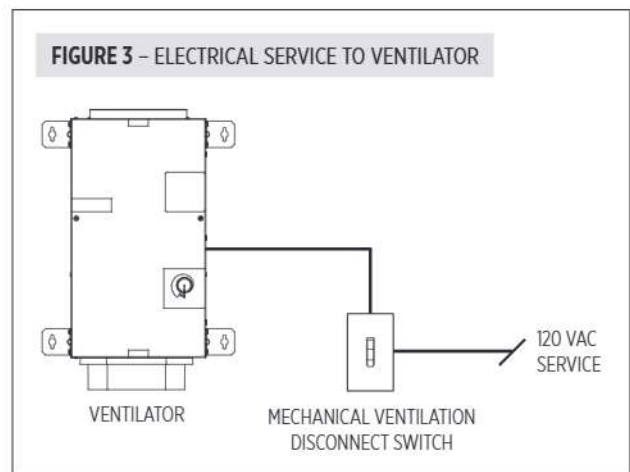 FIGURE 3 – ELECTRICAL SERVICE TO VENTILATOR
120 VAC
SERVICE
VENTILATOR
MECHANICAL VENTILATION
DISCONNECT SWITCH